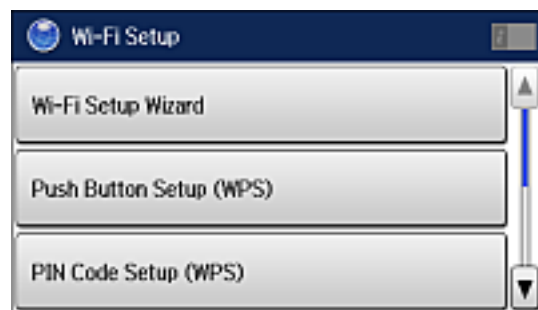 Wi-Fi Setup
Wi-Fi Setup Wizard
Push Button Setup (WPS)
PIN Code Setup (WPS)